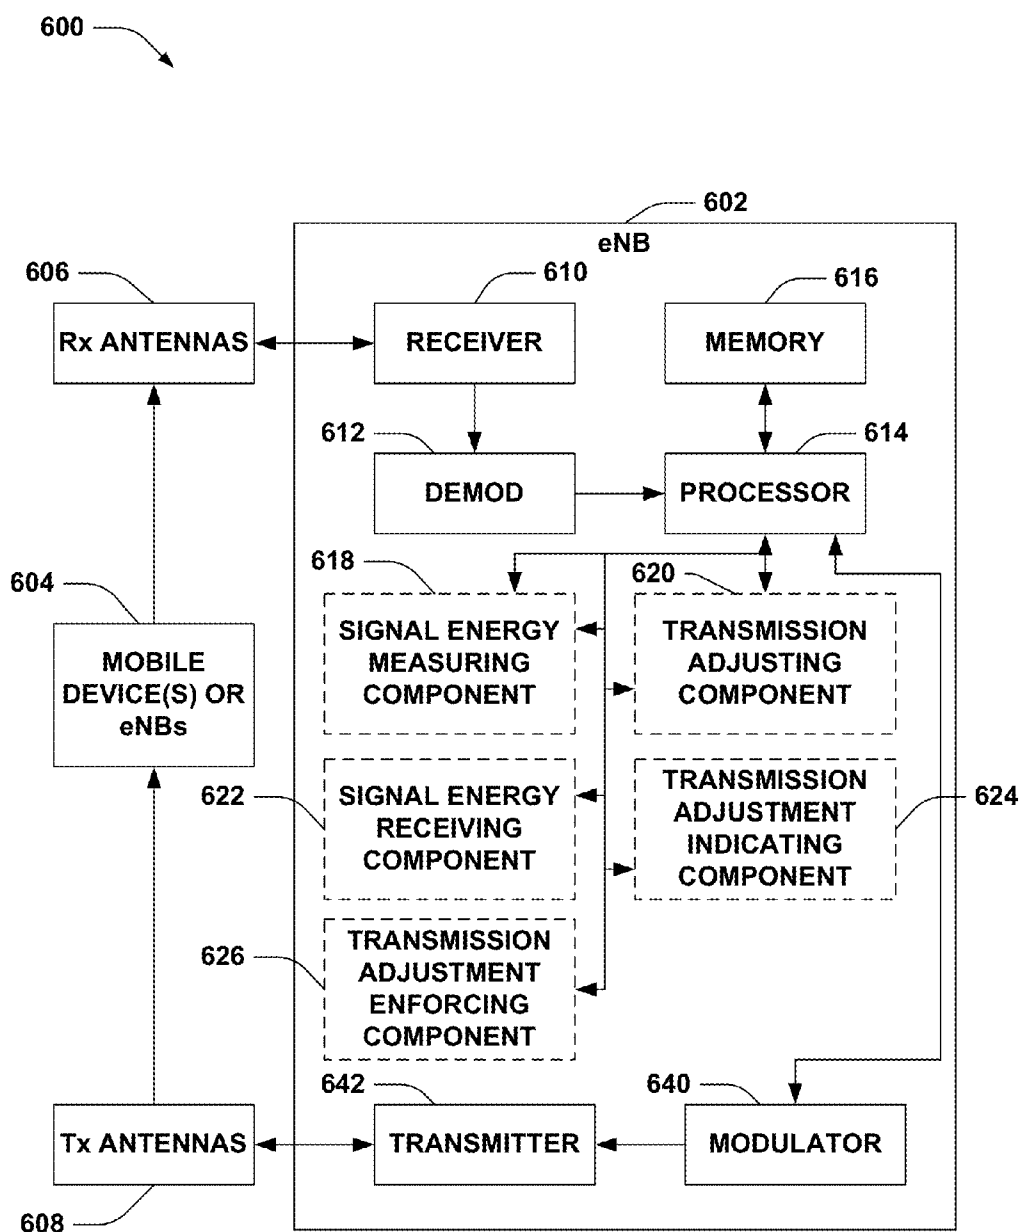 600
602
eNB
606
610
616
Rx ANTENNAS
RECEIVER
MEMORY
612
614
DEMOD
PROCESSOR
604
618
620
MOBILE
DEVICE(S) OR
eNBs
SIGNAL ENERGY
MEASURING
COMPONENT
TRANSMISSION
ADJUSTING
COMPONENT
622
SIGNAL ENERGY
RECEIVING
COMPONENT
TRANSMISSION
ADJUSTMENT
INDICATING
COMPONENT
624
626
TRANSMISSION
ADJUSTMENT
ENFORCING
COMPONENT
642
640
Tx ANTENNAS
TRANSMITTER
MODULATOR
608